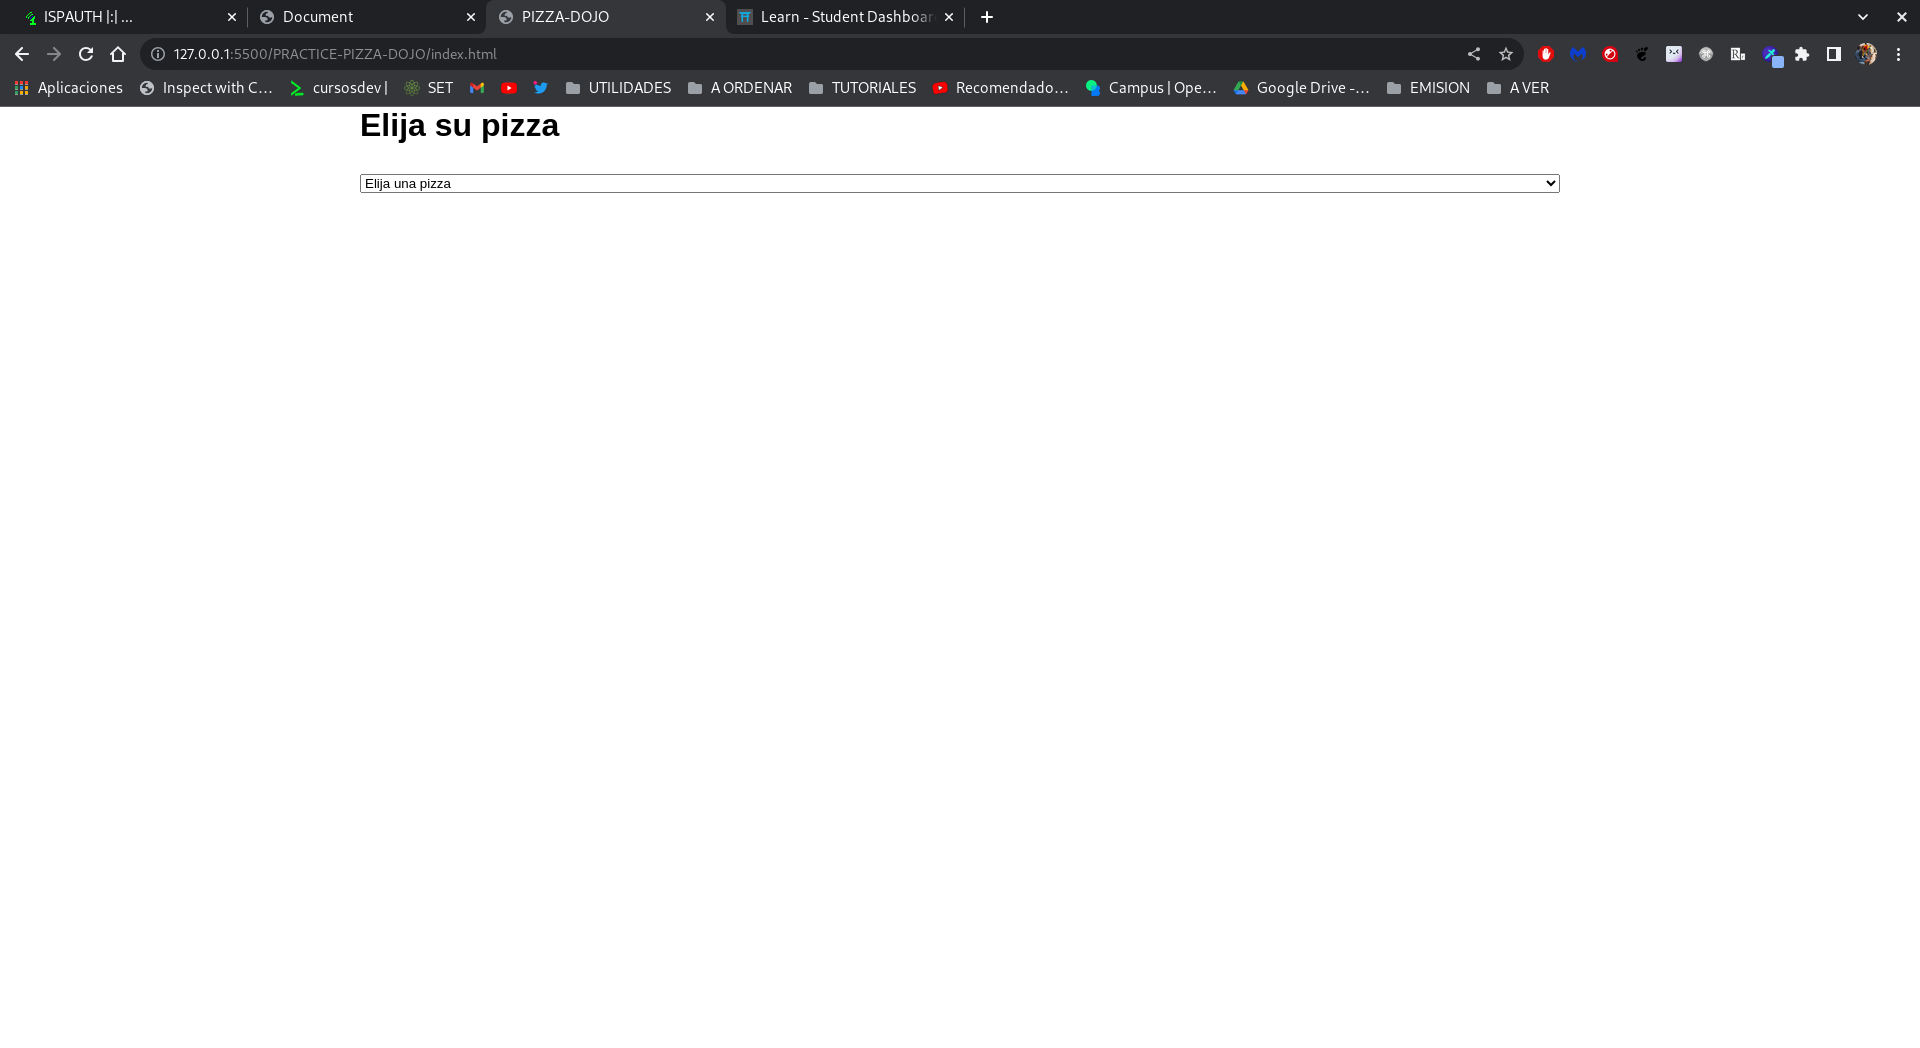 ISPAUTH |:| ...
Document
PIZZA-DOJO
Learn - Student Dashboar
127.0.0.1:5500/PRACTICE-PIZZA-DOJO/index.html
Aplicaciones
Inspect with C...
cursosdev |
SET
UTILIDADES
A ORDENAR
TUTORIALES
Recomendado...
Campus | Ope...
Google Drive -...
EMISION
A VER
Elija su pizza
Elija una pizza